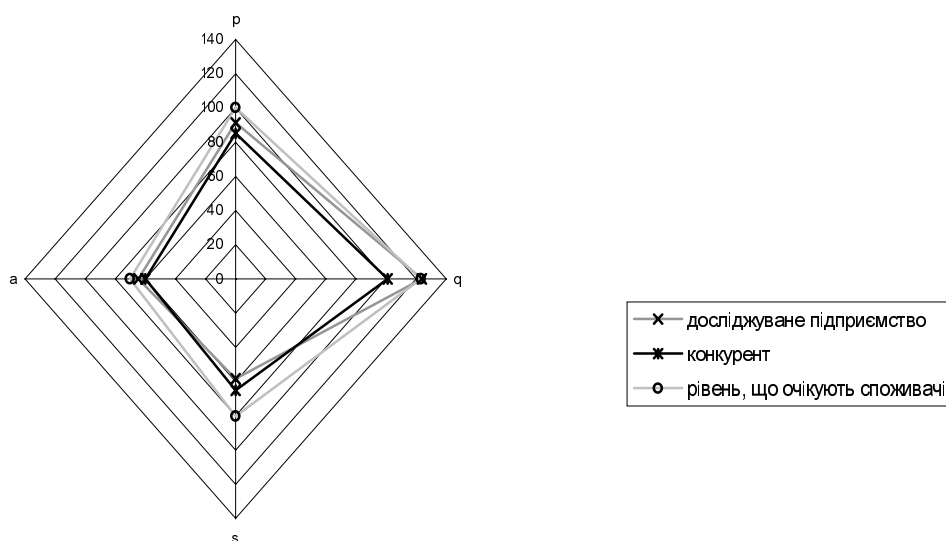 p
140
120
100
80
60
40
20
0
a
q
s
досліджуване підприємство
конкурент
рівень, що очікують споживачі